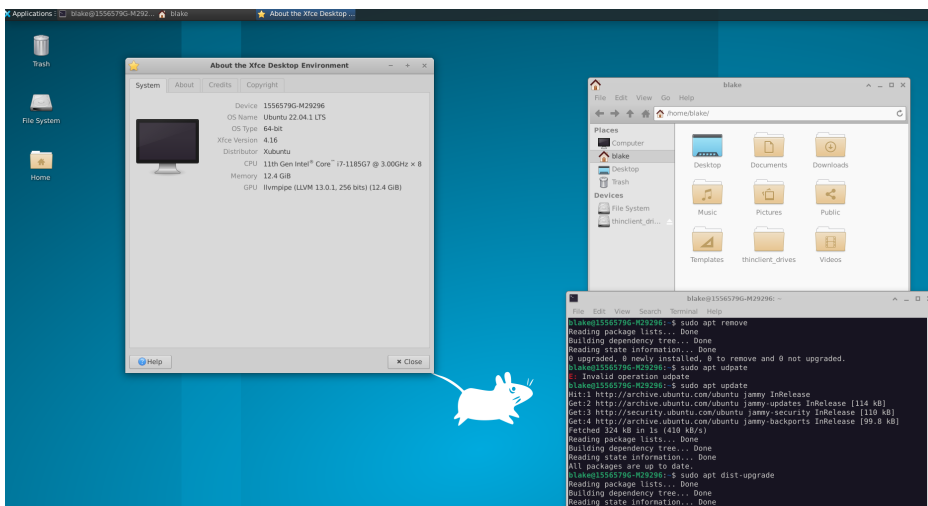 Applications
blake@1556579G-M292...
blake
About the Xfce Desktop ...
Trash
File System
Home
About the Xfce Desktop Environment
System About Credits Copyright
Device 1556579G-M29296
OS Name Ubuntu 22.04.1 LTS
OS Type 64-bit
Xfce Version 4.16
Distributor Xubuntu
CPU 11th Gen Intel® Core™ i7-1185G7 @ 3.00GHz × 8
Memory 12.4 GiB
GPU llvmpipe (LLVM 13.0.1, 256 bits) (12.4 GiB)
Help
Close
blake
File Edit View Go Help
/home/blake/
Places
Computer
blake
Desktop
Trash
Devices
File System
thinclient_dri...
Desktop Documents Downloads
Music Pictures Public
Templates thinclient_drives Videos
blake@1556579G-M29296: ~
File Edit View Search Terminal Help
blake@1556579G-M29296:~$ sudo apt remove
Reading package lists... Done
Building dependency tree... Done
Reading state information... Done
0 upgraded, 0 newly installed, 0 to remove and 0 not upgraded.
blake@1556579G-M29296:~$ sudo apt udpate
E: Invalid operation udpate
blake@1556579G-M29296:~$ sudo apt update
Hit:1 http://archive.ubuntu.com/ubuntu jammy InRelease
Get:2 http://archive.ubuntu.com/ubuntu jammy-updates InRelease [114 kB]
Get:3 http://security.ubuntu.com/ubuntu jammy-security InRelease [110 kB]
Get:4 http://archive.ubuntu.com/ubuntu jammy-backports InRelease [99.8 kB]
Fetched 324 kB in 1s (410 kB/s)
Reading package lists... Done
Building dependency tree... Done
Reading state information... Done
All packages are up to date.
blake@1556579G-M29296:~$ sudo apt dist-upgrade
Reading package lists... Done
Building dependency tree... Done
Reading state information... Done